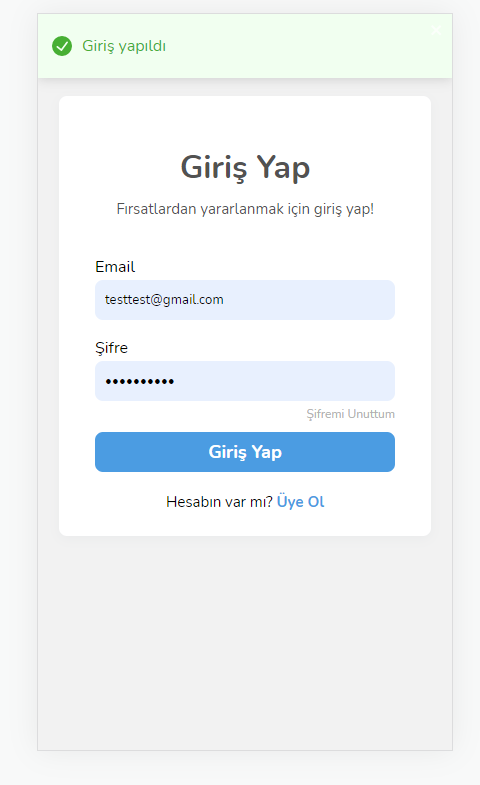 Giriş yapıldı
Giriş Yap
Fırsatlardan yararlanmak için giriş yap!
Email
testtest@gmail.com
Şifre
••••••••••
Şifremi Unuttum
Giriş Yap
Hesabın var mı? Üye Ol